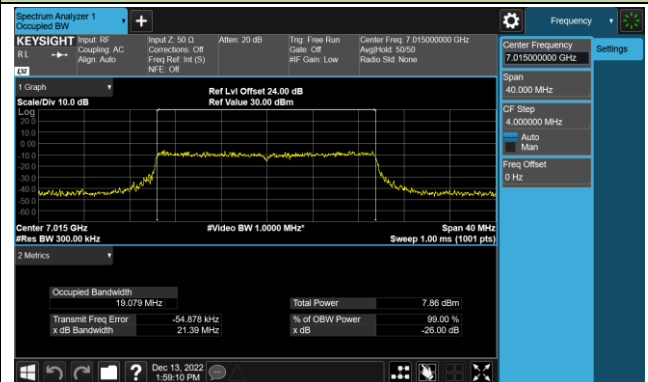 Spectrum Analyzer 1
Occupied BW
Frequency
KEYSIGHT
RL
Input: RF
Coupling: AC
Align: Auto
Input Z: 50 Ω
Corrections: Off
Freq Ref: Int (S)
NFE: Off
Atten: 20 dB
Trig: Free Run
Gate: Off
#IF Gain: Low
Center Freq: 7.015000000 GHz
Avg|Hold: 50/50
Radio Std: None
Center Frequency
7.015000000 GHz
Settings
Span
40.000 MHz
CF Step
4.000000 MHz
Auto
Man
Freq Offset
0 Hz
1 Graph
Scale/Div 10.0 dB
Ref Lvl Offset 24.00 dB
Ref Value 30.00 dBm
Log
20.0
10.0
0.00
-10.0
-20.0
-30.0
-40.0
-50.0
-60.0
Center 7.015 GHz
#Video BW 1.0000 MHz*
Span 40 MHz
#Res BW 300.00 kHz
Sweep 1.00 ms (1001 pts)
2 Metrics
Occupied Bandwidth
19.079 MHz
Total Power
7.86 dBm
Transmit Freq Error
-54.878 kHz
% of OBW Power
99.00 %
x dB Bandwidth
21.39 MHz
x dB
-26.00 dB
?
Dec 13, 2022
1:59:10 PM